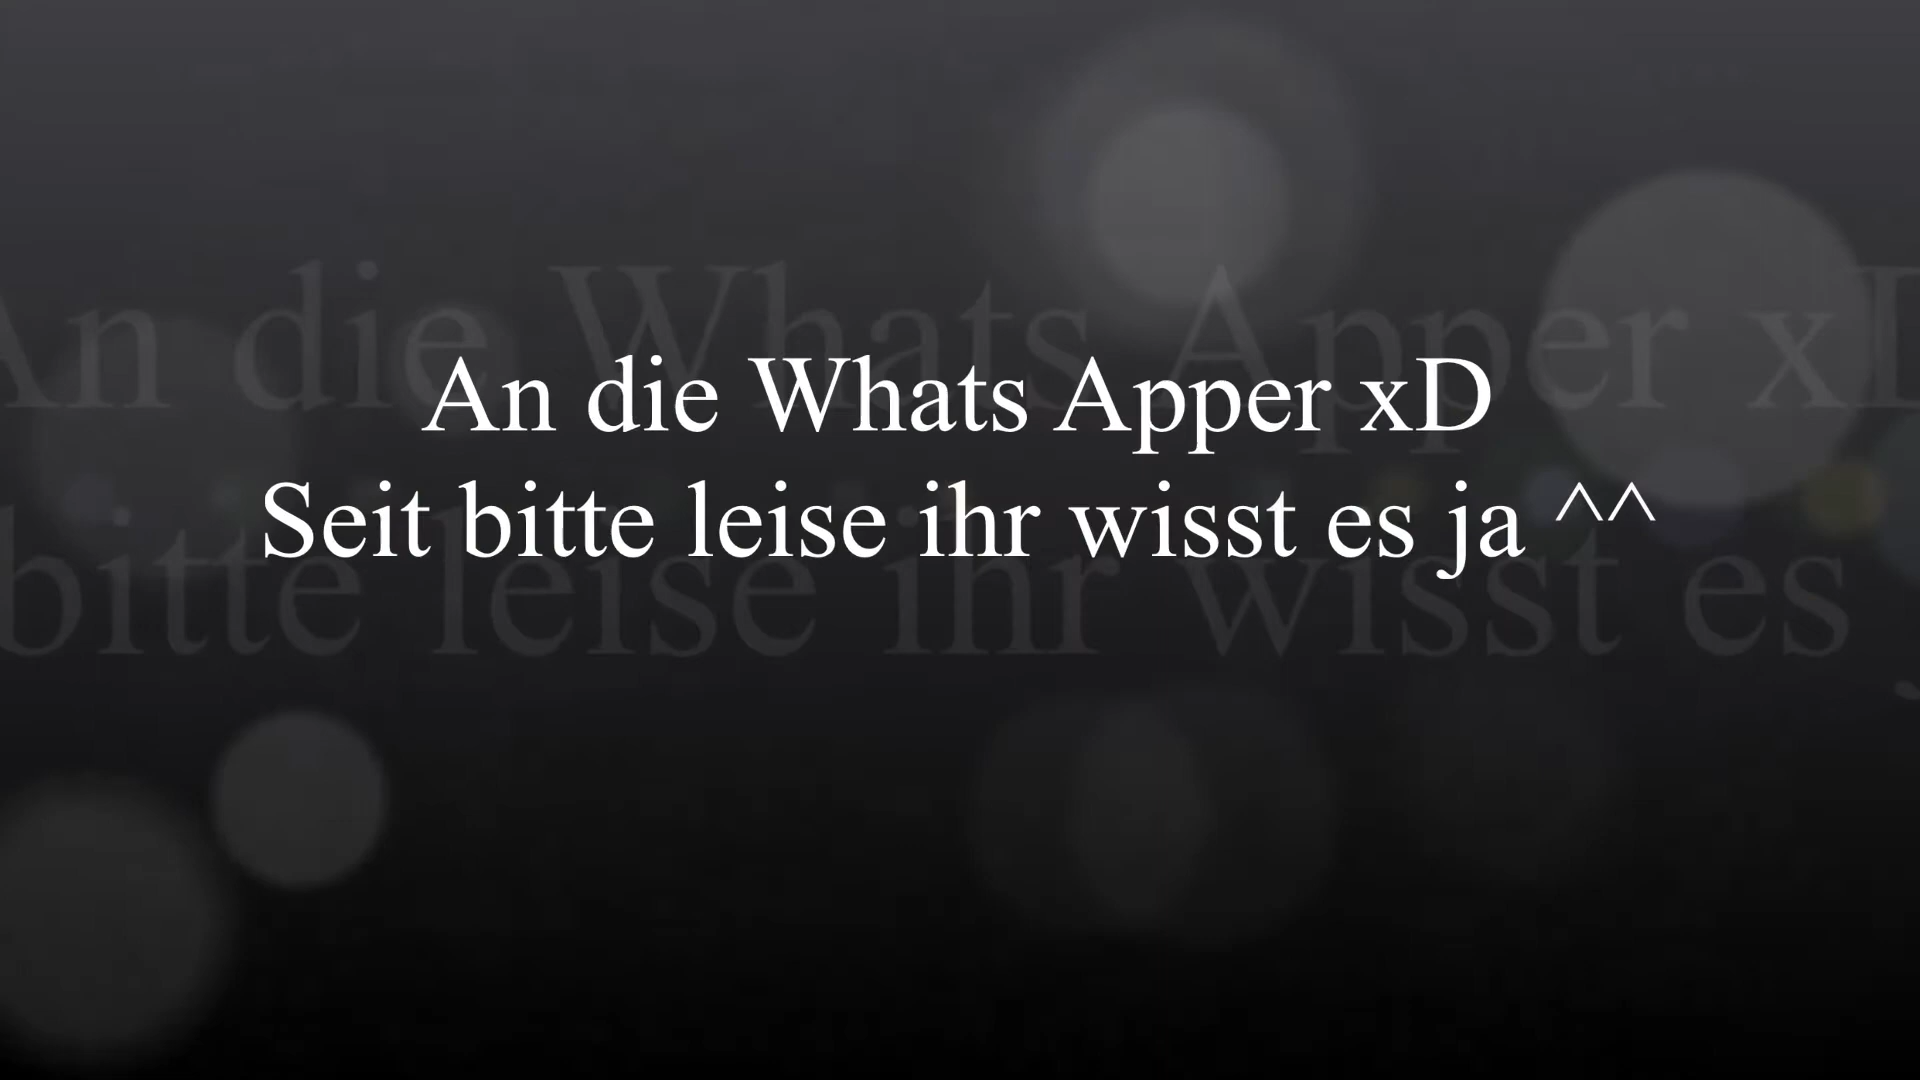 An die Whats Apper xD
Seit bitte leise ihr wisst es ja ^^